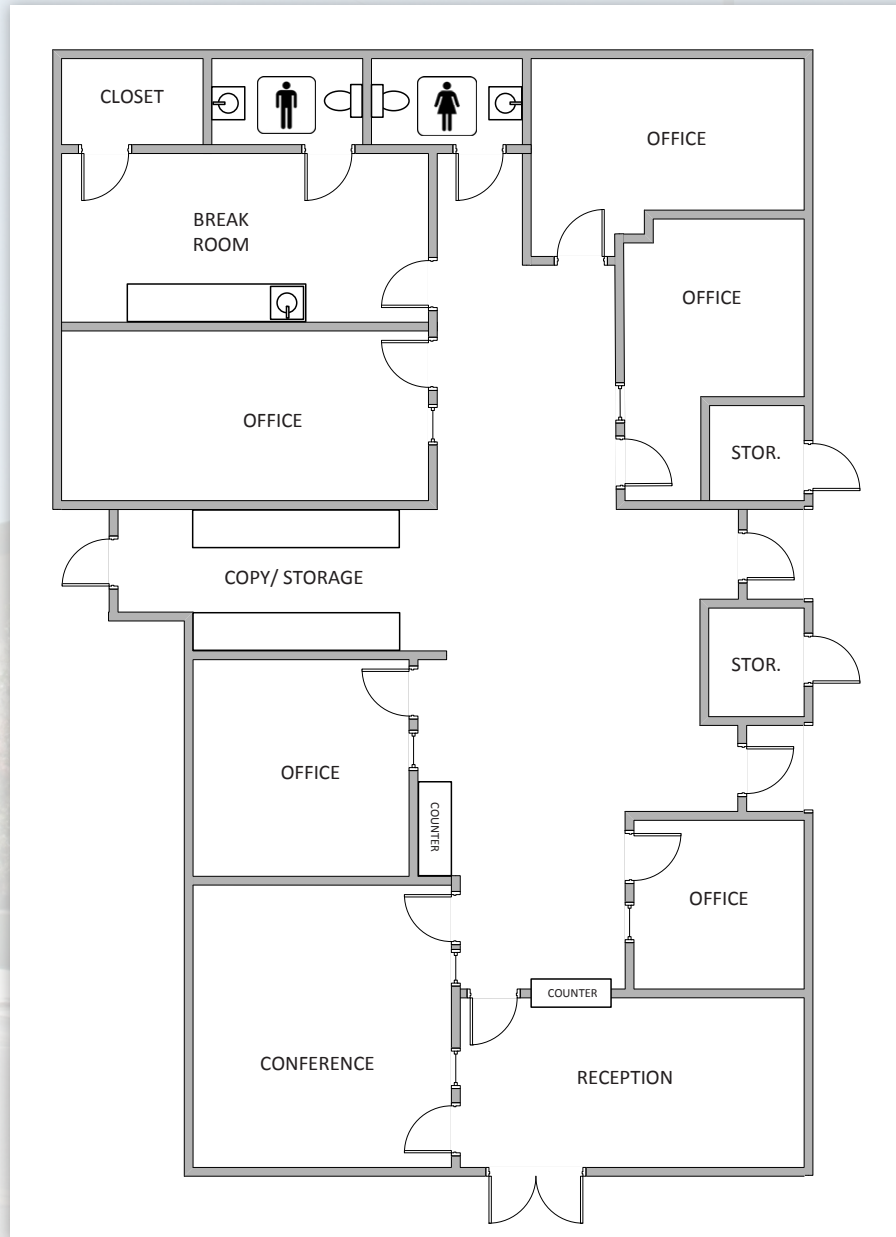 CLOSET
OFFICE
BREAK
ROOM
OFFICE
OFFICE
STOR.
COPY/ STORAGE
STOR.
OFFICE
COUNTER
OFFICE
COUNTER
CONFERENCE
RECEPTION